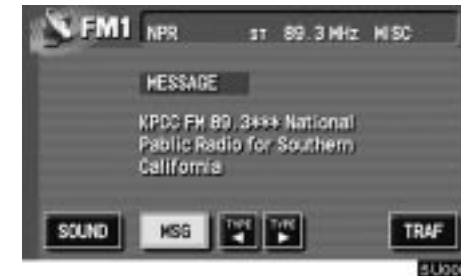 FM1 NPR ST 89.3 MHz MISC
MESSAGE
KPCC FM 89.3*** National
Public Radio for Southern
California
SOUND MSG TYPE ◀ TYPE ▶ TRAF